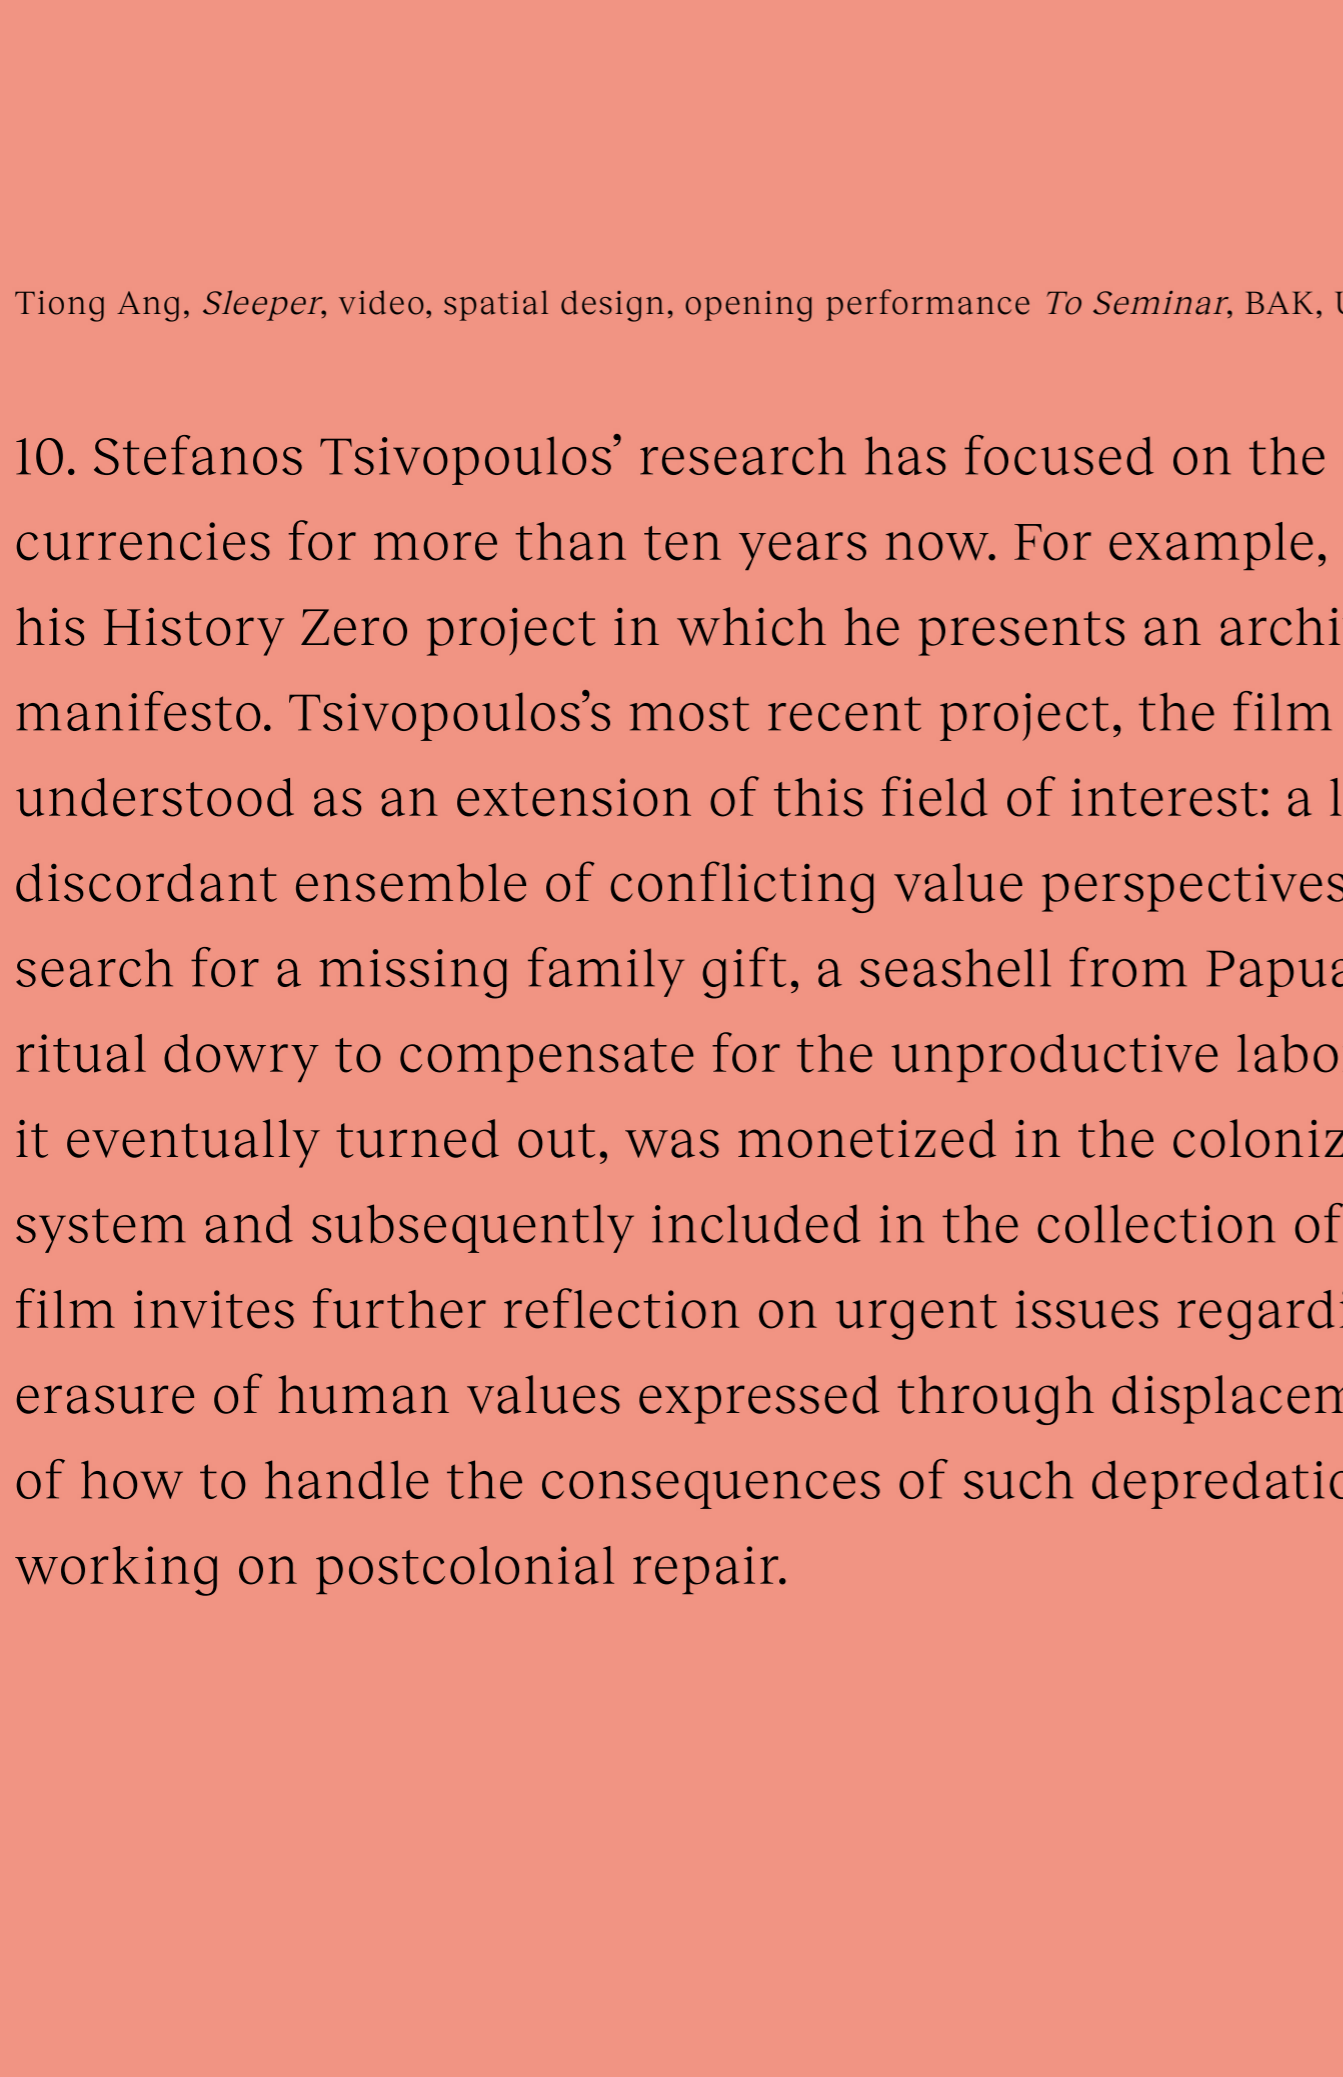 Tiong Ang, Sleeper, video, spatial design, opening performance To Seminar, BAK,
10. Stefanos Tsivopoulos’ research has focused on the
currencies for more than ten years now. For example,
his History Zero project in which he presents an
manifesto. Tsivopoulos’s most recent project, the film
understood as an extension of this field of interest: a
discordant ensemble of conflicting value perspectives
search for a missing family gift, a seashell from Papua
ritual dowry to compensate for the unproductive
it eventually turned out, was monetized in the
system and subsequently included in the collection of
film invites further reflection on urgent issues
erasure of human values expressed through
of how to handle the consequences of such
working on postcolonial repair.